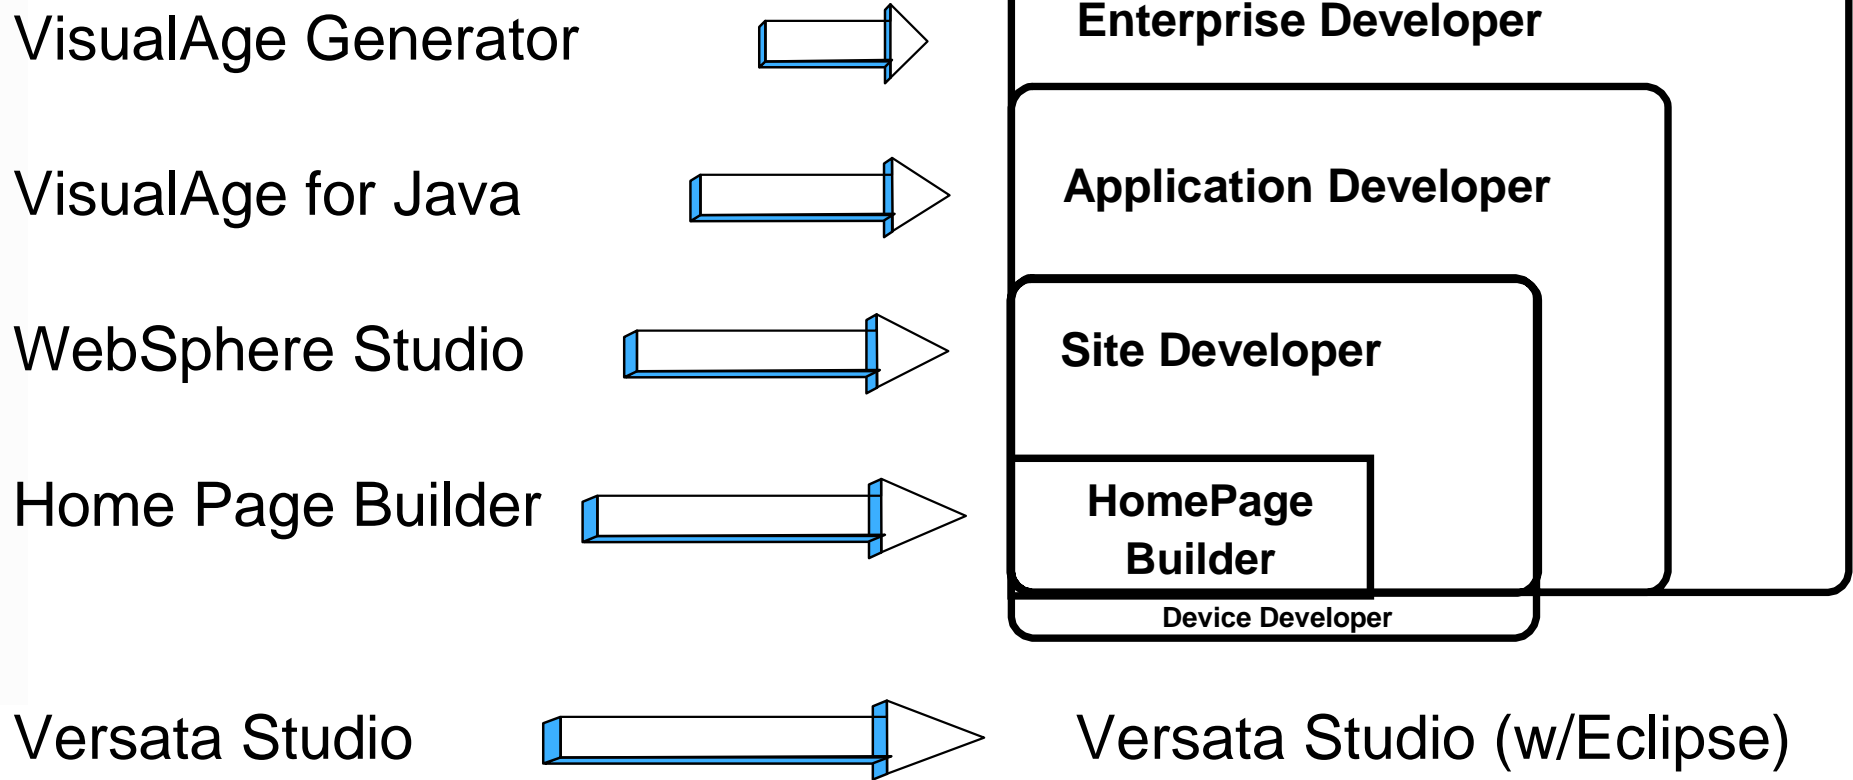 VisualAge Generator
Enterprise Developer
VisualAge for Java
Application Developer
WebSphere Studio
Site Developer
Home Page Builder
HomePage
Builder
Device Developer
Versata Studio
Versata Studio (w/Eclipse)